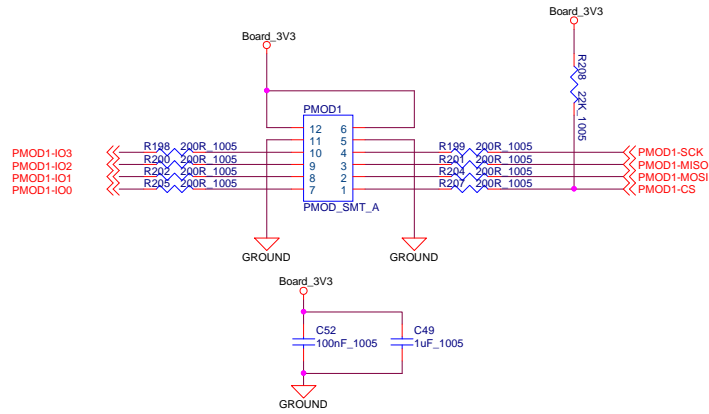 Board_3V3
Board_3V3
R208
22K_1005
PMOD1
12 6
11 5
PMOD1-IO3 R198 200R_1005 10 4 R199 200R_1005 PMOD1-SCK
PMOD1-IO2 R200 200R_1005 9 3 R201 200R_1005 PMOD1-MISO
PMOD1-IO1 R202 200R_1005 8 2 R204 200R_1005 PMOD1-MOSI
PMOD1-IO0 R205 200R_1005 7 1 R207 200R_1005 PMOD1-CS
PMOD_SMT_A
GROUND GROUND
Board_3V3
C52 C49
100nF_1005 1uF_1005
GROUND